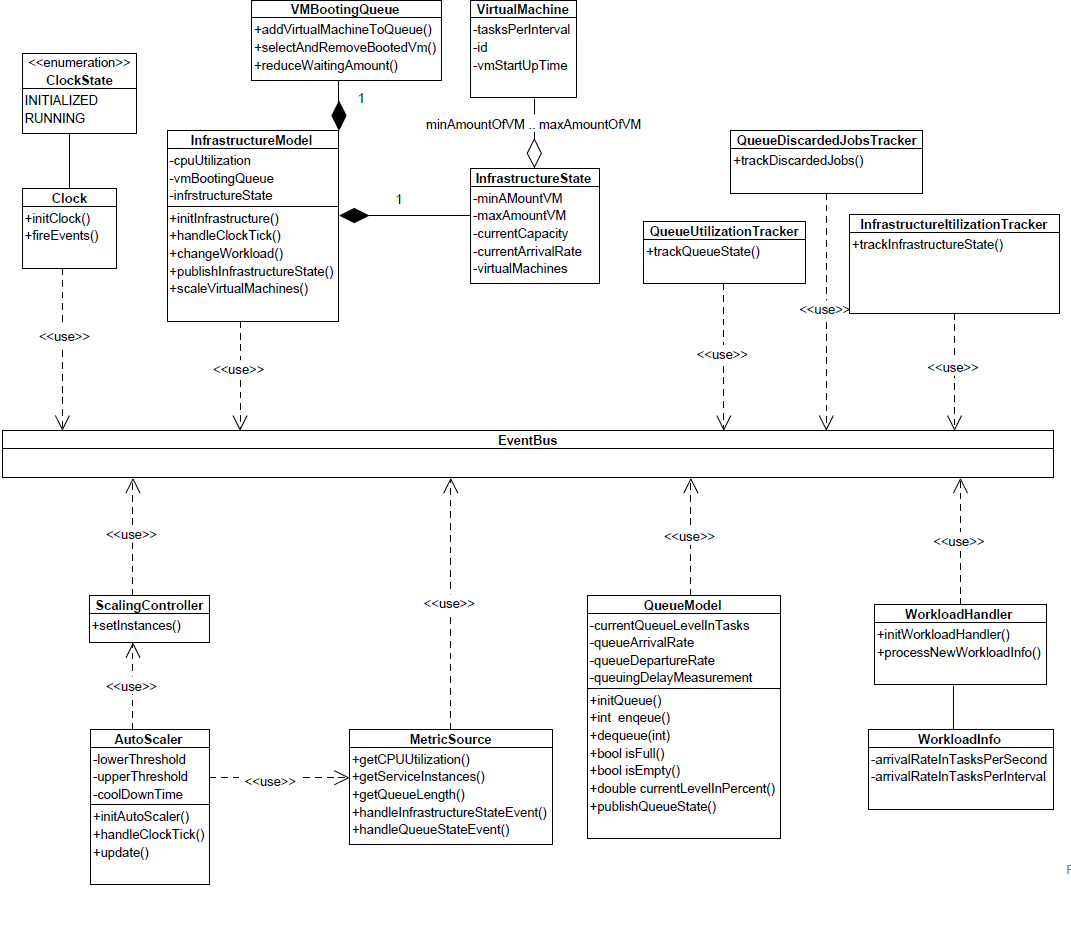 VMBootingQueue
+addVirtualMachineToQueue()
+selectAndRemoveBootedVm()
+reduceWaitingAmount()
VirtualMachine
-tasksPerInterval
-id
-vmStartUpTime
<<enumeration>>
ClockState
INITIALIZED
RUNNING
1
minAmountOfVM .. maxAmountOfVM
InfrastructureModel
-cpuUtilization
-vmBootingQueue
-infrstructureState
+initInfrastructure()
+handleClockTick()
+changeWorkload()
+publishInfrastructureState()
+scaleVirtualMachines()
1
InfrastructureState
-minAMountVM
-maxAmountVM
-currentCapacity
-currentArrivalRate
-virtualMachines
QueueDiscardedJobsTracker
+trackDiscardedJobs()
Clock
+initClock()
+fireEvents()
QueueUtilizationTracker
+trackQueueState()
InfrastructureItilizationTracker
+trackInfrastructureState()
<<use>>
<<use>>
<<use>>
<<use>>
<<use>>
EventBus
<<use>>
<<use>>
<<use>>
<<use>>
ScalingController
+setInstances()
<<use>>
AutoScaler
-lowerThreshold
-upperThreshold
-coolDownTime
+initAutoScaler()
+handleClockTick()
+update()
<<use>>
MetricSource
+getCPUUtilization()
+getServiceInstances()
+getQueueLength()
+handleInfrastructureStateEvent()
+handleQueueStateEvent()
QueueModel
-currentQueueLevelInTasks
-queueArrivalRate
-queueDepartureRate
-queuingDelayMeasurement
+initQueue()
+int enqeue()
+dequeue(int)
+bool isFull()
+bool isEmpty()
+double currentLevelInPercent()
+publishQueueState()
WorkloadHandler
+initWorkloadHandler()
+processNewWorkloadInfo()
WorkloadInfo
-arrivalRateInTasksPerSecond
-arrivalRateInTasksPerInterval